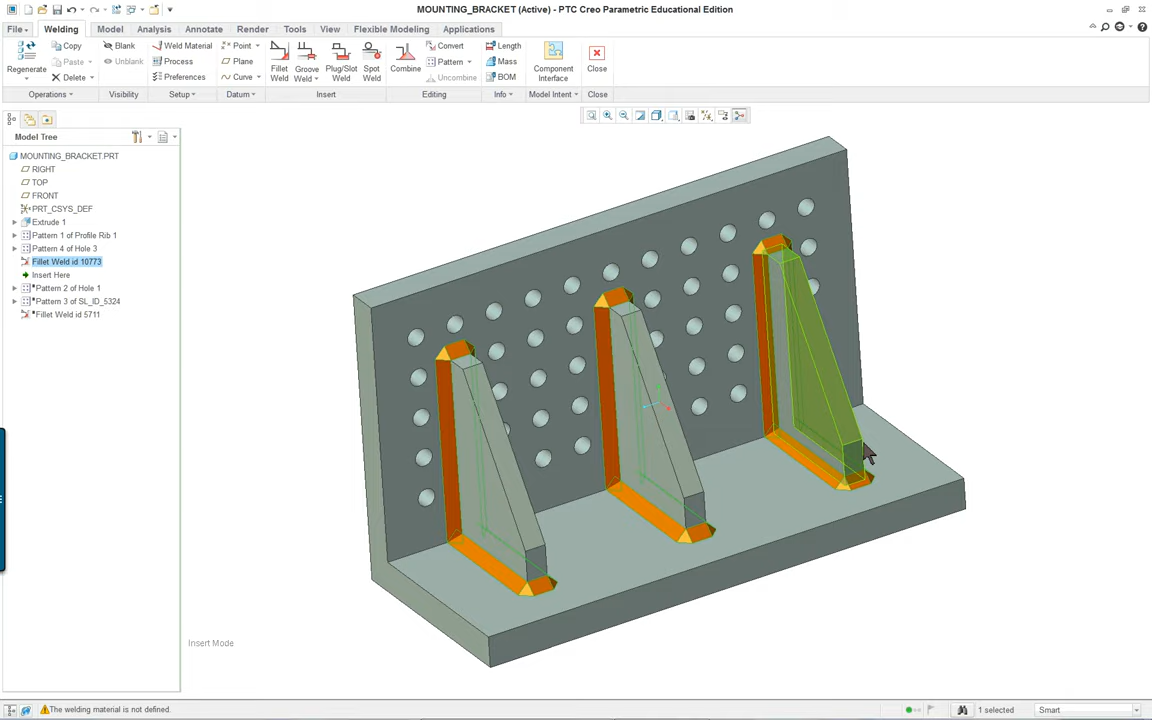 MOUNTING_BRACKET (Active) - PTC Creo Parametric Educational Edition
File Welding Model Analysis Annotate Render Tools View Flexible Modeling Applications
Regenerate
Copy
Paste
Delete
Operations
Blank
Unblank
Visibility
Weld Material
Process
Preferences
Setup
Point
Plane
Curve
Datum
Fillet Weld
Groove Weld
Plug/Slot Weld
Spot Weld
Insert
Combine
Convert
Pattern
Uncombine
Editing
Length
Mass
BOM
Info
Component Interface
Model Intent
Close
Close
Model Tree
MOUNTING_BRACKET.PRT
RIGHT
TOP
FRONT
PRT_CSYS_DEF
Extrude 1
Pattern 1 of Profile Rib 1
Pattern 4 of Hole 3
Fillet Weld id 10773
Insert Here
*Pattern 2 of Hole 1
*Pattern 3 of SL_ID_5324
*Fillet Weld id 5711
Insert Mode
The welding material is not defined.
1 selected
Smart